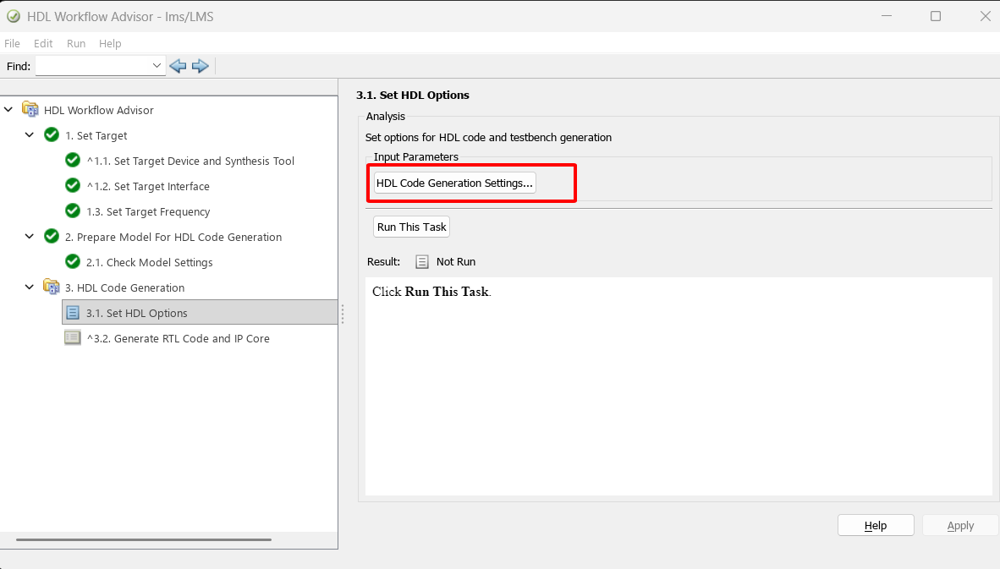 HDL Workflow Advisor - lms/LMS
File Edit Run Help
Find:
HDL Workflow Advisor
1. Set Target
^1.1. Set Target Device and Synthesis Tool
^1.2. Set Target Interface
1.3. Set Target Frequency
2. Prepare Model For HDL Code Generation
2.1. Check Model Settings
3. HDL Code Generation
3.1. Set HDL Options
^3.2. Generate RTL Code and IP Core
3.1. Set HDL Options
Analysis
Set options for HDL code and testbench generation
Input Parameters
HDL Code Generation Settings...
Run This Task
Result: Not Run
Click Run This Task.
Help Apply